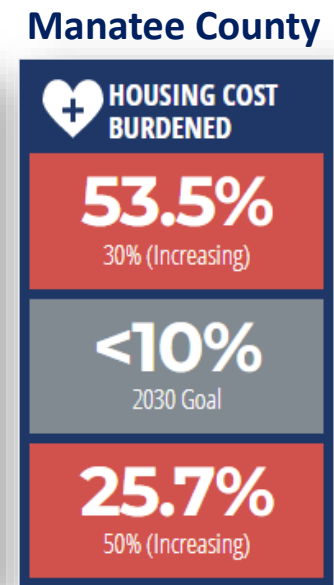 Manatee County
HOUSING COST
BURDENED
53.5%
30% (Increasing)
<10%
2030 Goal
25.7%
50% (Increasing)